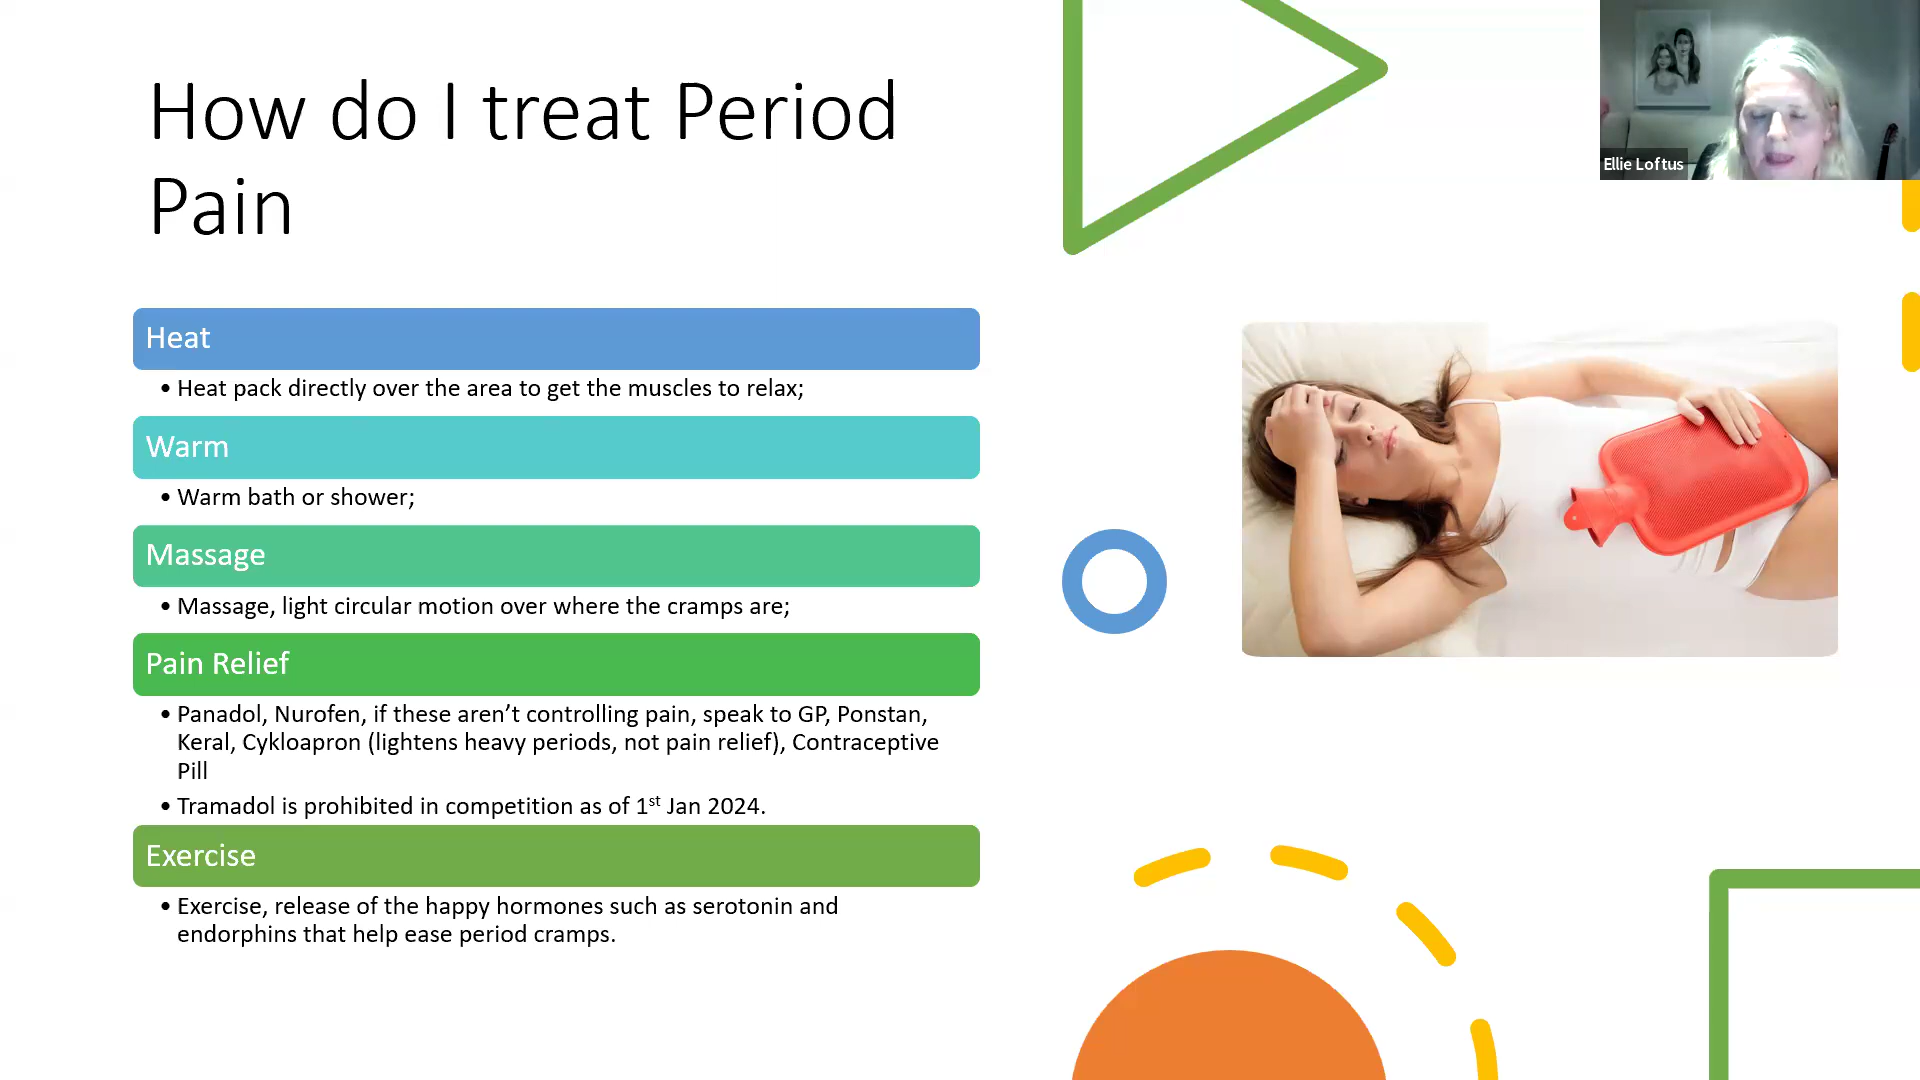 How do I treat Period
Pain
Ellie Loftus
Heat
• Heat pack directly over the area to get the muscles to relax;
Warm
• Warm bath or shower;
Massage
• Massage, light circular motion over where the cramps are;
Pain Relief
• Panadol, Nurofen, if these aren’t controlling pain, speak to GP, Ponstan,
Keral, Cykloapron (lightens heavy periods, not pain relief), Contraceptive
Pill
• Tramadol is prohibited in competition as of 1st Jan 2024.
Exercise
• Exercise, release of the happy hormones such as serotonin and
endorphins that help ease period cramps.